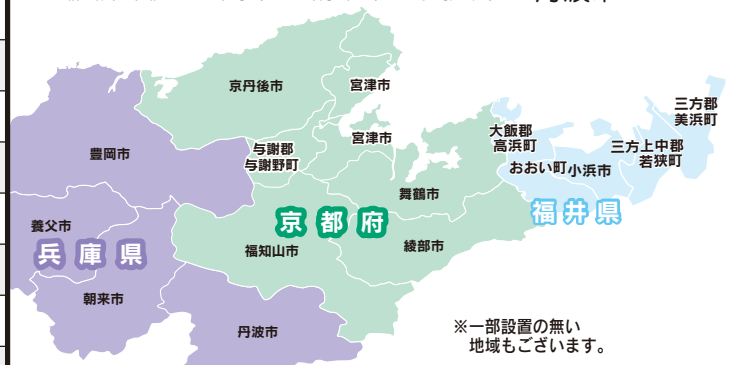 京丹後市
宮津市
宮津市
与謝郡
与謝野町
豊岡市
養父市
兵庫県
朝来市
丹波市
京都府
福知山市
舞鶴市
綾部市
大飯郡
高浜町
おおい町
小浜市
三方上中郡
若狭町
三方郡
美浜町
福井県
※一部設置の無い
地域もございます。